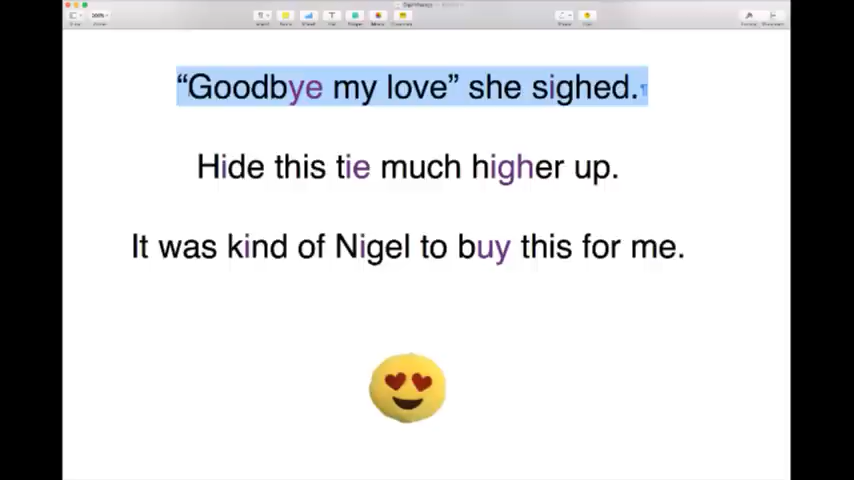 “Goodbye my love” she sighed.
Hide this tie much higher up.
It was kind of Nigel to buy this for me.